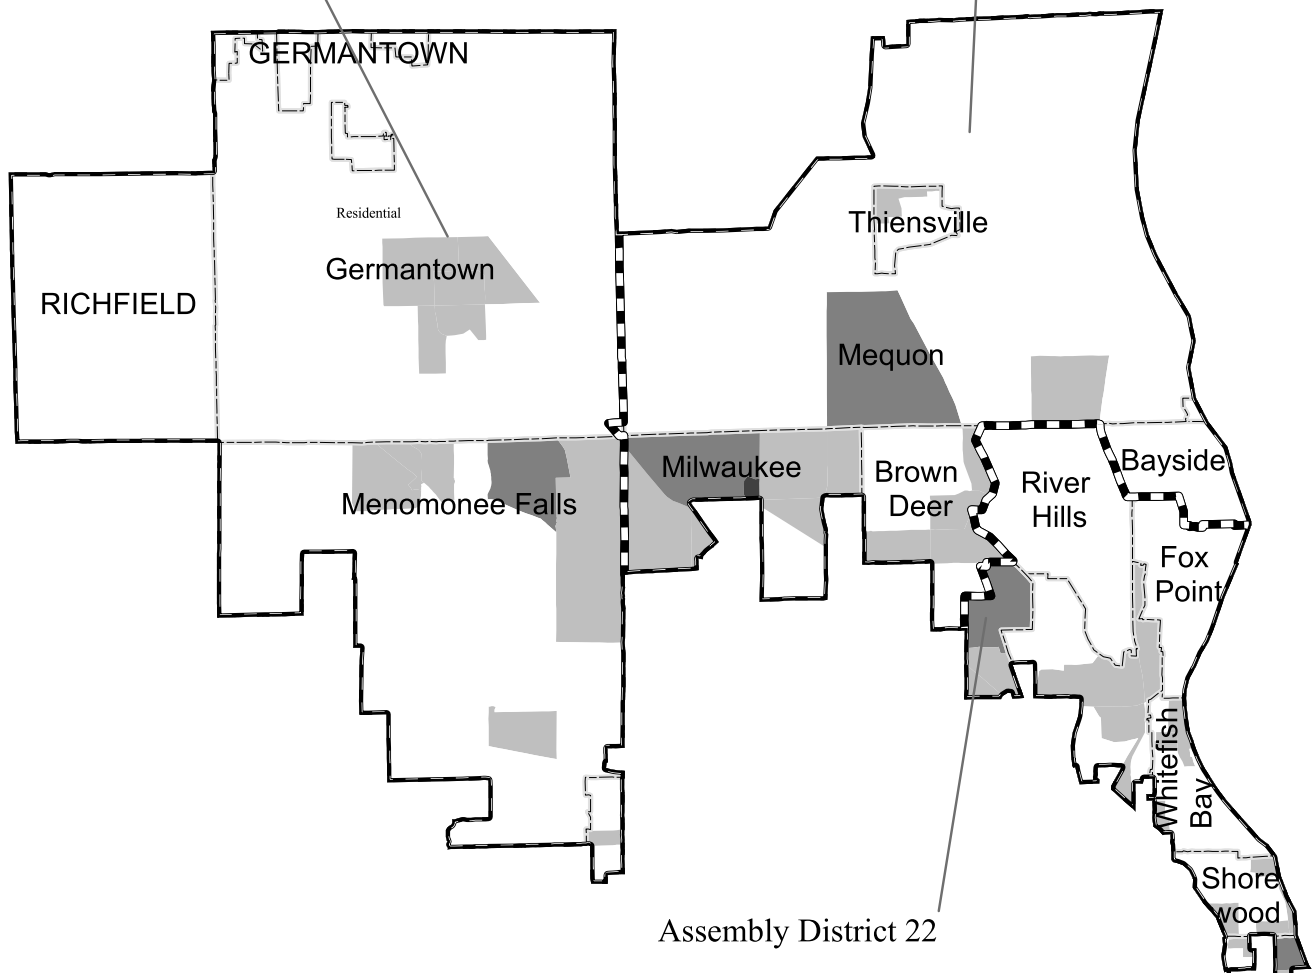 GERMANTOWN
Residential
Thiensville
Germantown
RICHFIELD
Mequon
Milwaukee
Bayside
Brown
Deer
River
Hills
Menomonee Falls
Fox
Point
Whitefish
Bay
Shore
wood
Assembly District 22